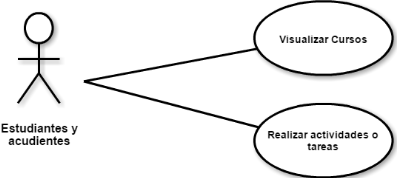 Visualizar Cursos
Estudiantes y
acudientes
Realizar actividades o
tareas